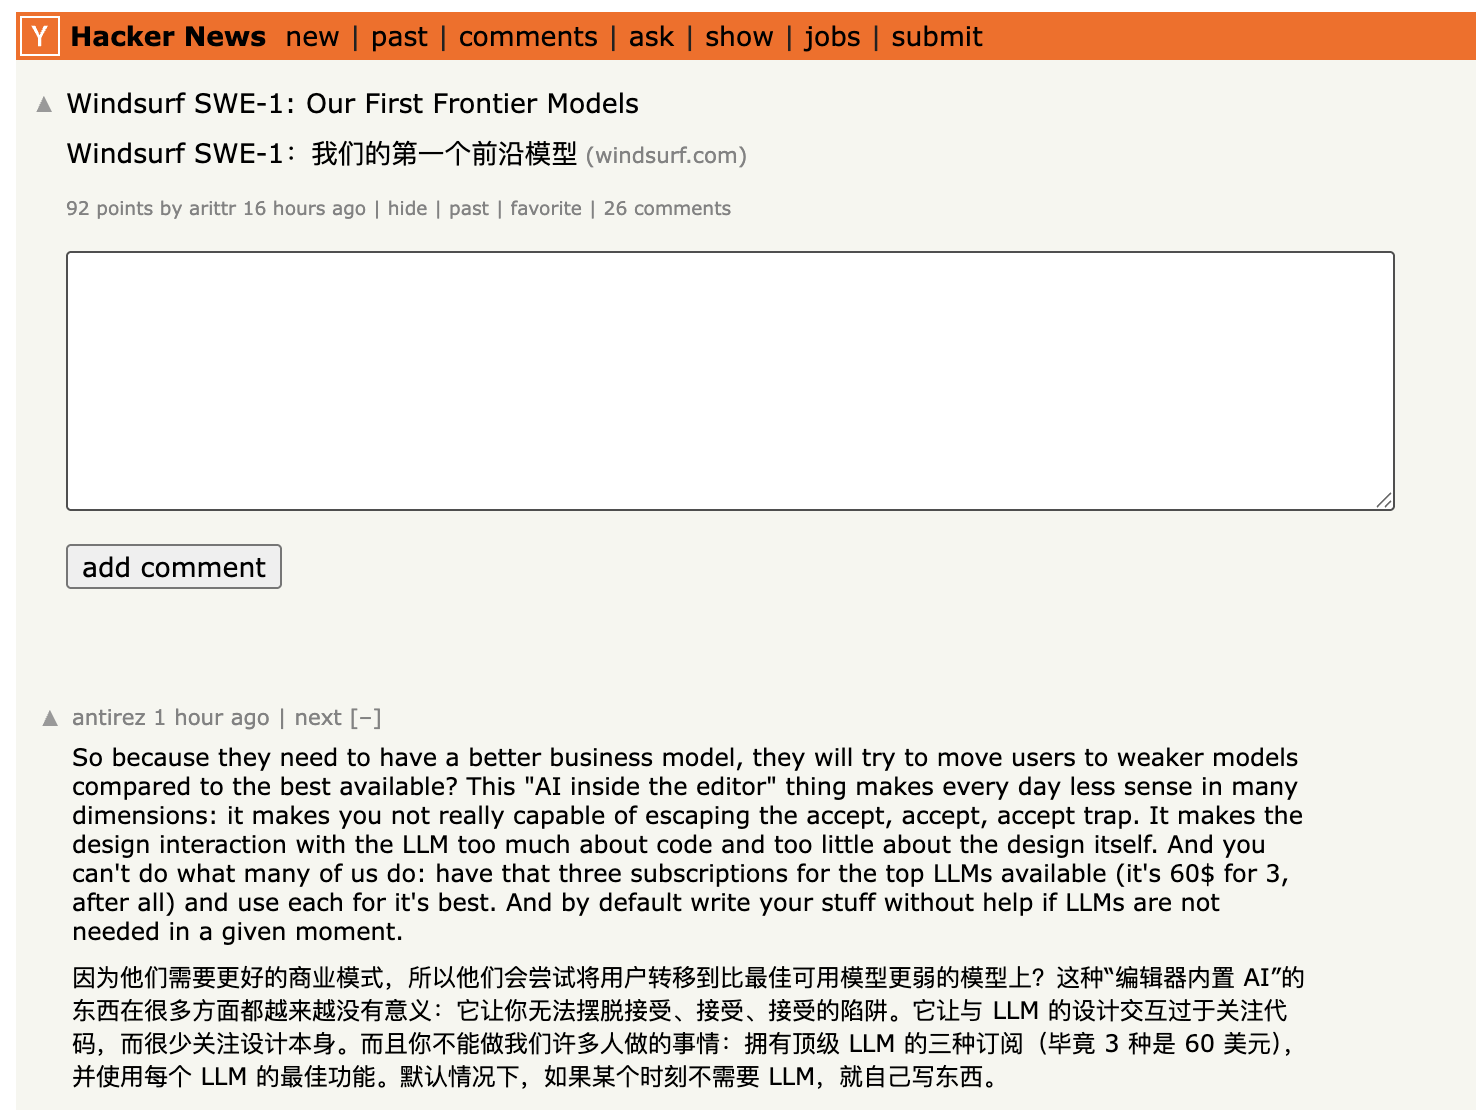 Y Hacker News new | past | comments | ask | show | jobs | submit
▲ Windsurf SWE-1: Our First Frontier Models
Windsurf SWE-1：我们的第一个前沿模型 (windsurf.com)
92 points by arittr 16 hours ago | hide | past | favorite | 26 comments
add comment
▲ antirez 1 hour ago | next [–]
So because they need to have a better business model, they will try to move users to weaker models
compared to the best available? This "AI inside the editor" thing makes every day less sense in many
dimensions: it makes you not really capable of escaping the accept, accept, accept trap. It makes the
design interaction with the LLM too much about code and too little about the design itself. And you
can't do what many of us do: have that three subscriptions for the top LLMs available (it's 60$ for 3,
after all) and use each for it's best. And by default write your stuff without help if LLMs are not
needed in a given moment.
因为他们需要更好的商业模式，所以他们会尝试将用户转移到比最佳可用模型更弱的模型上？这种“编辑器内置 AI”的
东西在很多方面都越来越没有意义：它让你无法摆脱接受、接受、接受的陷阱。它让与 LLM 的设计交互过于关注代
码，而很少关注设计本身。而且你不能做我们许多人做的事情：拥有顶级 LLM 的三种订阅（毕竟 3 种是 60 美元），
并使用每个 LLM 的最佳功能。默认情况下，如果某个时刻不需要 LLM，就自己写东西。